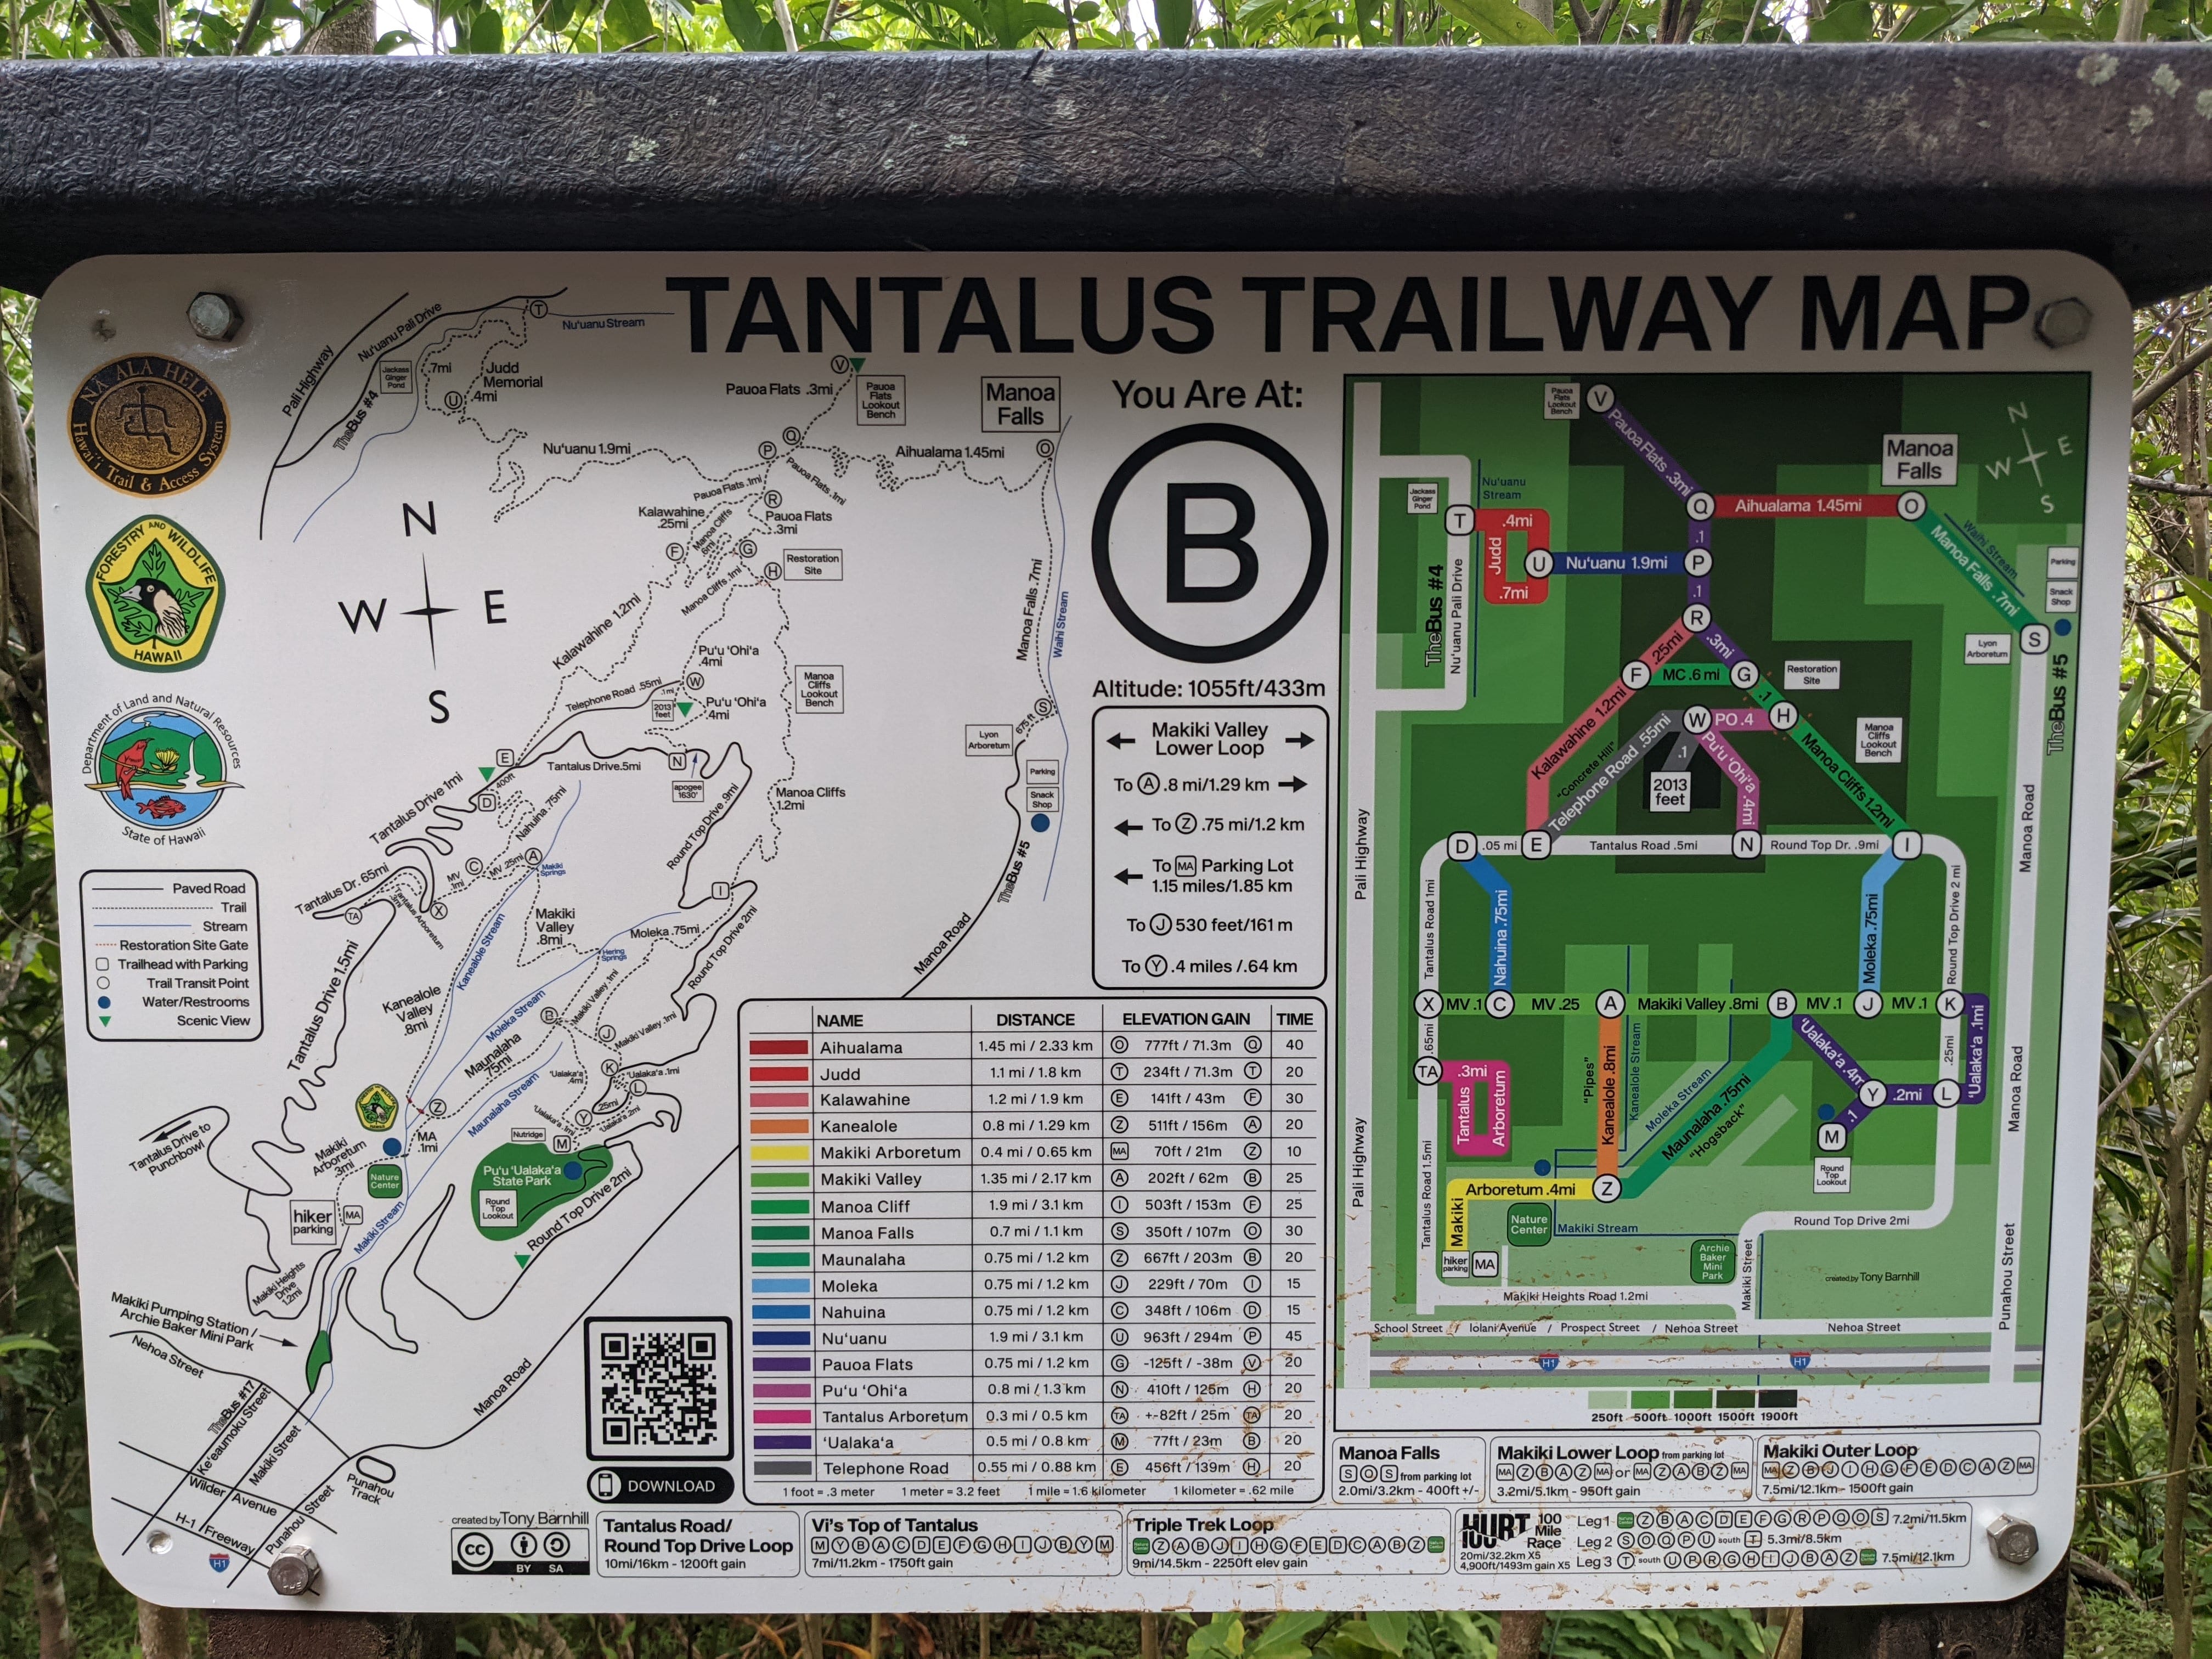 TANTALUS TRAILWAY MAP
NA ALA HELE
Hawai'i Trail & Access System
FORESTRY AND WILDLIFE
HAWAII
Department of Land and Natural Resources
State of Hawaii
Paved Road
Trail
Stream
Restoration Site Gate
Trailhead with Parking
Trail Transit Point
Water/Restrooms
Scenic View
Pali Highway
Nu'uanu Pali Drive
TheBus #4
Jackass Ginger Pond
T
Nu'uanu Stream
.7mi
Judd Memorial
U
.4mi
Nu'uanu 1.9mi
Pauoa Flats .3mi
V
Pauoa Flats Lookout Bench
Manoa Falls
P
Q
Aihualama 1.45mi
O
Pauoa Flats .1mi
Pauoa Flats .1mi
R
Kalawahine .25mi
Manoa Cliffs .6mi
Pauoa Flats .3mi
F
G
H
Restoration Site
Manoa Cliffs .1mi
Kalawahine 1.2mi
N
W
E
S
Manoa Falls .7mi
Waihi Stream
Pu'u 'Ohi'a .4mi
Telephone Road .55mi
.1mi
W
2013 feet
Pu'u 'Ohi'a .4mi
Manoa Cliffs Lookout Bench
S
675 ft
Lyon Arboretum
Parking
Snack Shop
TheBus #5
Manoa Road
E
400ft
D
Tantalus Drive .5mi
N
apogee 1630'
Tantalus Drive 1mi
Nahuina .75mi
Round Top Drive .9mi
Manoa Cliffs 1.2mi
C
MV .25mi
A
Makiki Springs
MV .1mi
Tantalus Dr. .65mi
TA
.3mi
Tantalus Arboretum
X
I
Makiki Valley .8mi
Moleka .75mi
Hering Springs
Round Top Drive 2mi
Kanealole Stream
Kanealole Valley .8mi
Tantalus Drive 1.5mi
Moleka Stream
B
Makiki Valley .1mi
J
Makiki Valley .1mi
Maunalaha .75mi
K
'Ualaka'a .1mi
'Ualaka'a .4mi
L
Z
Maunalaha Stream
.25mi
'Ualaka'a .2mi
Y
'Ualaka'a .1mi
Tantalus Drive to Punchbowl
Makiki Arboretum .3mi
MA .1mi
Nutridge
M
Nature Center
Pu'u 'Ualaka'a State Park
Round Top Lookout
Round Top Drive 2mi
hiker parking
MA
Makiki Stream
Makiki Heights Drive 1.2mi
Makiki Pumping Station / Archie Baker Mini Park
Nehoa Street
TheBus #17
Ke'eaumoku Street
Makiki Street
Wilder Avenue
H-1 Freeway
H1
Punahou Street
Punahou Track
Manoa Road
DOWNLOAD
You Are At:
B
Altitude: 1055ft/433m
Makiki Valley
Lower Loop
To A .8 mi/1.29 km
To Z .75 mi/1.2 km
To MA Parking Lot
1.15 miles/1.85 km
To J 530 feet/161 m
To Y .4 miles /.64 km
NAME DISTANCE ELEVATION GAIN TIME
Aihualama 1.45 mi / 2.33 km O 777ft / 71.3m Q 40
Judd 1.1 mi / 1.8 km T 234ft / 71.3m T 20
Kalawahine 1.2 mi / 1.9 km E 141ft / 43m F 30
Kanealole 0.8 mi / 1.29 km Z 511ft / 156m A 20
Makiki Arboretum 0.4 mi / 0.65 km MA 70ft / 21m Z 10
Makiki Valley 1.35 mi / 2.17 km A 202ft / 62m B 25
Manoa Cliff 1.9 mi / 3.1 km I 503ft / 153m F 25
Manoa Falls 0.7 mi / 1.1 km S 350ft / 107m O 30
Maunalaha 0.75 mi / 1.2 km Z 667ft / 203m B 20
Moleka 0.75 mi / 1.2 km J 229ft / 70m I 15
Nahuina 0.75 mi / 1.2 km C 348ft / 106m D 15
Nu'uanu 1.9 mi / 3.1 km U 963ft / 294m P 45
Pauoa Flats 0.75 mi / 1.2 km G -125ft / -38m V 20
Pu'u 'Ohi'a 0.8 mi / 1.3 km N 410ft / 125m H 20
Tantalus Arboretum 0.3 mi / 0.5 km TA +-82ft / 25m TA 20
'Ualaka'a 0.5 mi / 0.8 km M 77ft / 23m B 20
Telephone Road 0.55 mi / 0.88 km E 456ft / 139m H 20
1 foot = .3 meter 1 meter = 3.2 feet 1 mile = 1.6 kilometer 1 kilometer = .62 mile
Pauoa Flats Lookout Bench
V
Pauoa Flats .3mi
N
W E
S
Manoa Falls
Jackass Ginger Pond
Nu'uanu Stream
T
.4mi
Judd
.7mi
U
Nu'uanu 1.9mi
P
Q
Aihualama 1.45mi
O
Waihi Stream
Manoa Falls .7mi
Parking
Snack Shop
Lyon Arboretum
S
TheBus #5
TheBus #4
Nu'uanu Pali Drive
.1
.1
R
.25mi
.3mi
F
MC .6 mi
G
Restoration Site
.1
H
Kalawahine 1.2mi
"Concrete Hill"
Telephone Road .55mi
W
PO .4
.1
2013 feet
Pu'u 'Ohi'a .4mi
Manoa Cliffs Lookout Bench
Manoa Cliffs 1.2mi
Manoa Road
Pali Highway
D
.05 mi
E
Tantalus Road .5mi
N
Round Top Dr. .9mi
I
Tantalus Road 1mi
Nahuina .75mi
Moleka .75mi
Round Top Drive 2 mi
X
MV .1
C
MV .25
A
Makiki Valley .8mi
B
MV .1
J
MV .1
K
.65mi
TA
.3mi
Tantalus Arboretum
"Pipes"
Kanealole .8mi
Kanealole Stream
Moleka Stream
Maunalaha .75mi
"Hogsback"
'Ualaka'a .4mi
Y
.2mi
L
.25mi
'Ualaka'a .1mi
.1
M
Round Top Lookout
Manoa Road
Pali Highway
Tantalus Road 1.5mi
Makiki
Arboretum .4mi
Z
Nature Center
Makiki Stream
hiker parking
MA
Archie Baker Mini Park
Makiki Street
Round Top Drive 2mi
created by Tony Barnhill
Makiki Heights Road 1.2mi
Punahou Street
School Street / Iolani Avenue / Prospect Street / Nehoa Street
Nehoa Street
H1
H1
250ft 500ft 1000ft 1500ft 1900ft
Manoa Falls
S O S from parking lot
2.0mi/3.2km - 400ft +/-
Makiki Lower Loop from parking lot
MA Z B A Z MA or MA Z A B Z MA
3.2mi/5.1km - 950ft gain
Makiki Outer Loop
MA Z B J I H G F E D C A Z MA
7.5mi/12.1km - 1500ft gain
created by Tony Barnhill
cc
BY SA
Tantalus Road/
Round Top Drive Loop
10mi/16km - 1200ft gain
Vi's Top of Tantalus
M Y B A C D E F G H I J B Y M
7mi/11.2km - 1750ft gain
Triple Trek Loop
Nature Center Z A B J I H G F E D C A B Z
9mi/14.5km - 2250ft elev gain
HURT 100 Mile Race
20mi/32.2km X5
4,900ft/1493m gain X5
Leg 1 Z B A C D E F G R P Q O S 7.2mi/11.5km
Leg 2 S O Q P U south T 5.3mi/8.5km
Leg 3 T south U P R G H I J B A Z 7.5mi/12.1km